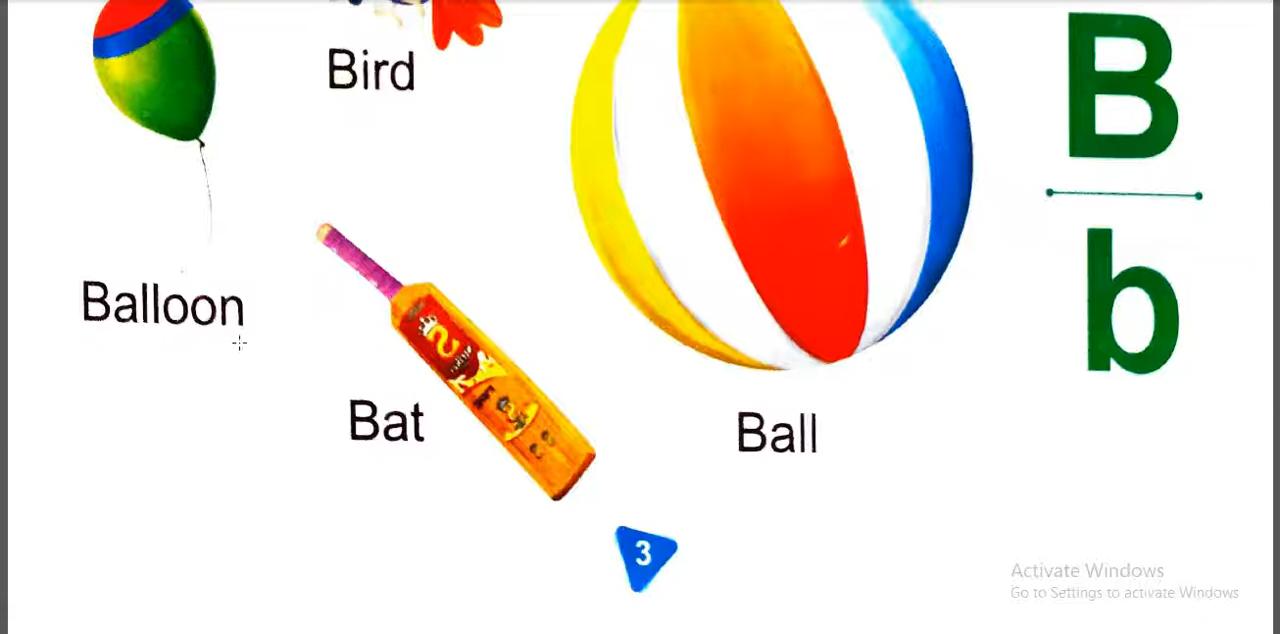 Bird
B
b
Balloon
Bat
Ball
3
Activate Windows
Go to Settings to activate Windows